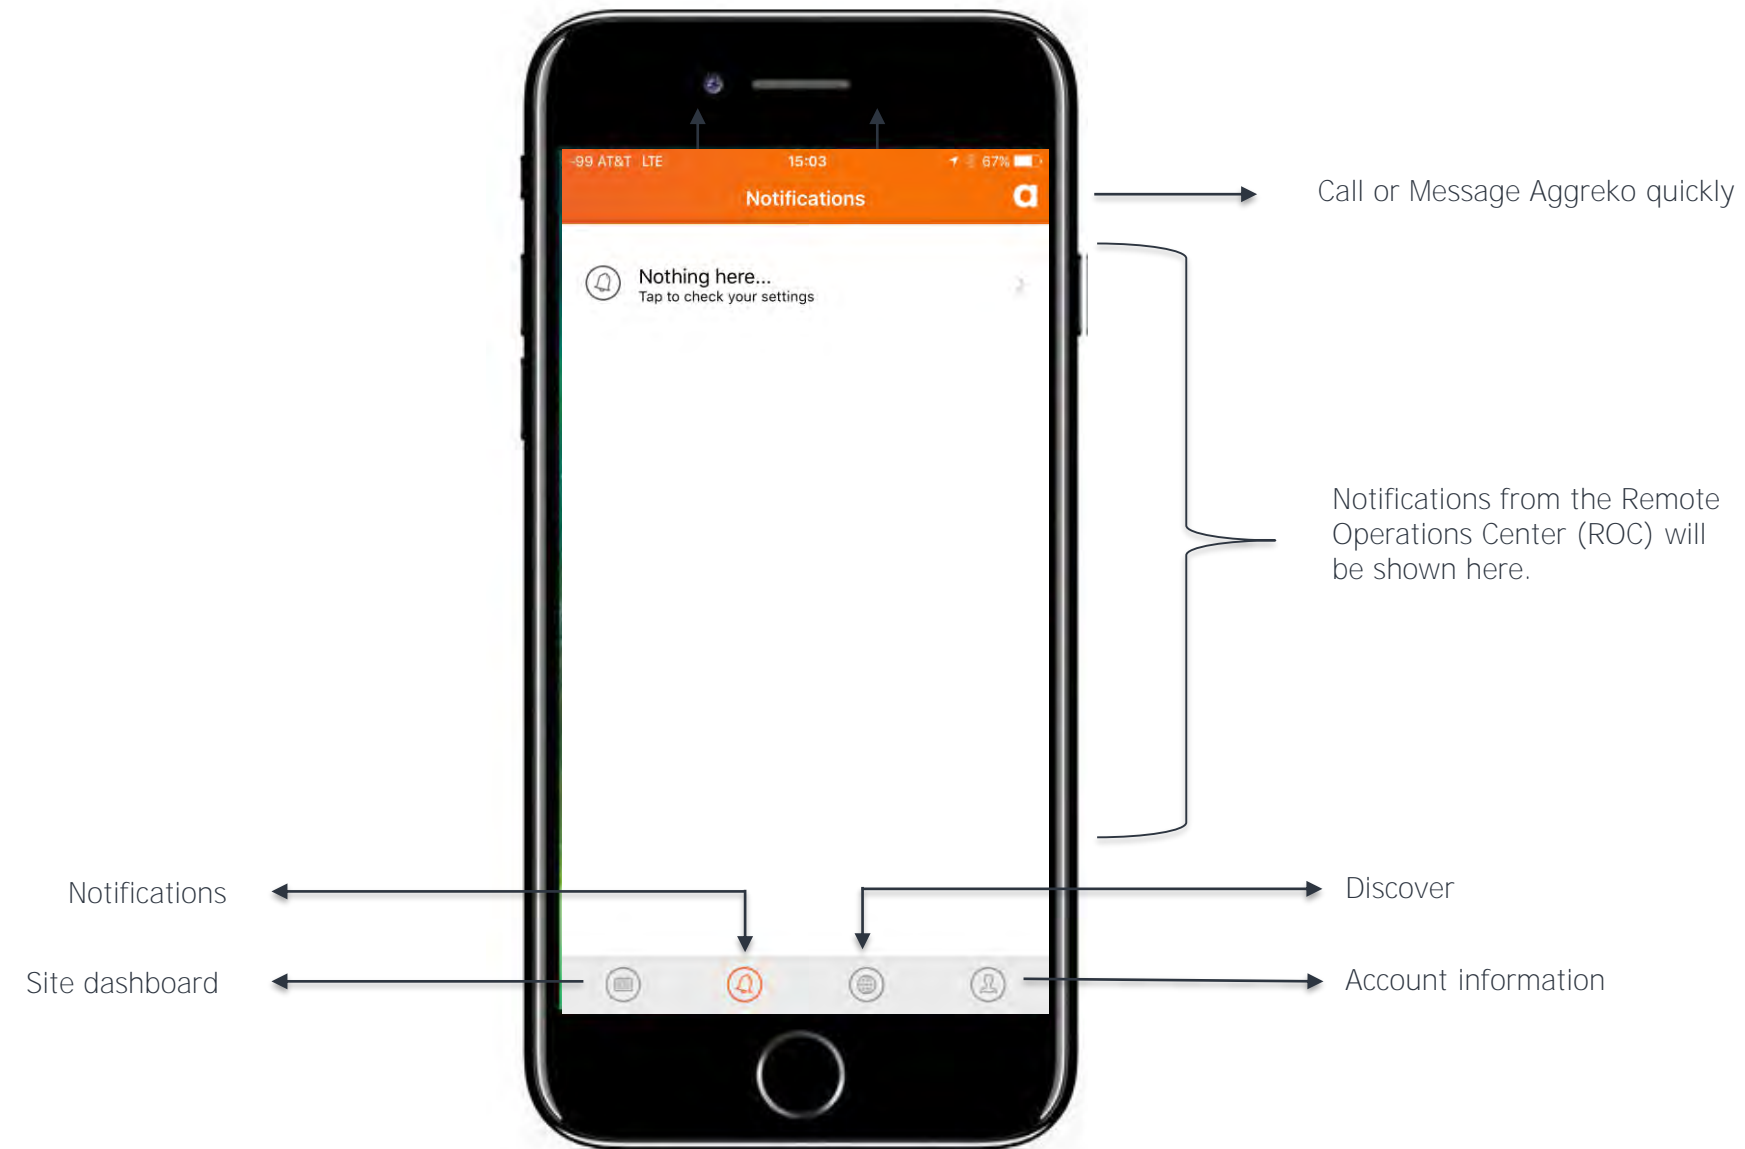 -99 AT&T LTE 15:03 67%
Notifications a
Call or Message Aggreko quickly
Nothing here...
Tap to check your settings
Notifications from the Remote
Operations Center (ROC) will
be shown here.
Notifications
Discover
Site dashboard
Account information